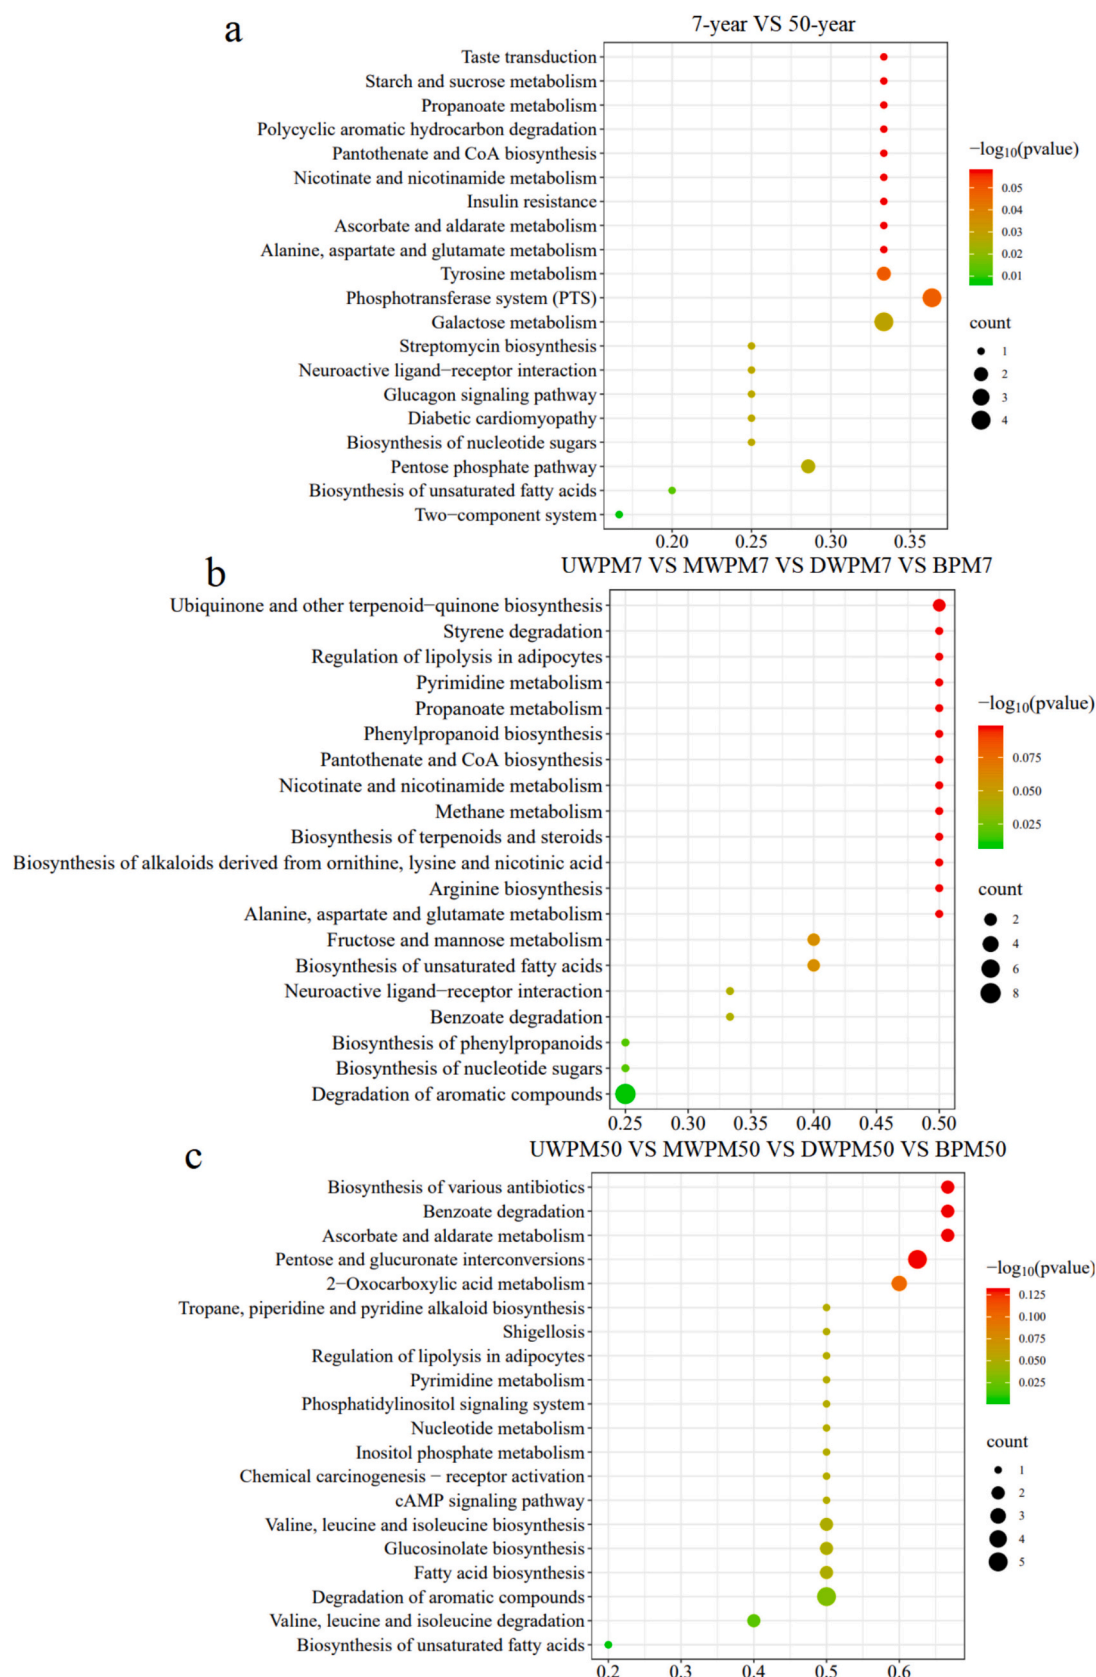 a
7-year VS 50-year
Taste transduction
Starch and sucrose metabolism
Propanoate metabolism
Polycyclic aromatic hydrocarbon degradation
Pantothenate and CoA biosynthesis
Nicotinate and nicotinamide metabolism
Insulin resistance
Ascorbate and aldarate metabolism
Alanine, aspartate and glutamate metabolism
Tyrosine metabolism
Phosphotransferase system (PTS)
Galactose metabolism
Streptomycin biosynthesis
Neuroactive ligand−receptor interaction
Glucagon signaling pathway
Diabetic cardiomyopathy
Biosynthesis of nucleotide sugars
Pentose phosphate pathway
Biosynthesis of unsaturated fatty acids
Two−component system
0.20 0.25 0.30 0.35
−log₁₀(pvalue)
0.05
0.04
0.03
0.02
0.01
count
1
2
3
4
b
UWPM7 VS MWPM7 VS DWPM7 VS BPM7
Ubiquinone and other terpenoid−quinone biosynthesis
Styrene degradation
Regulation of lipolysis in adipocytes
Pyrimidine metabolism
Propanoate metabolism
Phenylpropanoid biosynthesis
Pantothenate and CoA biosynthesis
Nicotinate and nicotinamide metabolism
Methane metabolism
Biosynthesis of terpenoids and steroids
Biosynthesis of alkaloids derived from ornithine, lysine and nicotinic acid
Arginine biosynthesis
Alanine, aspartate and glutamate metabolism
Fructose and mannose metabolism
Biosynthesis of unsaturated fatty acids
Neuroactive ligand−receptor interaction
Benzoate degradation
Biosynthesis of phenylpropanoids
Biosynthesis of nucleotide sugars
Degradation of aromatic compounds
0.25 0.30 0.35 0.40 0.45 0.50
−log₁₀(pvalue)
0.075
0.050
0.025
count
2
4
6
8
c
UWPM50 VS MWPM50 VS DWPM50 VS BPM50
Biosynthesis of various antibiotics
Benzoate degradation
Ascorbate and aldarate metabolism
Pentose and glucuronate interconversions
2−Oxocarboxylic acid metabolism
Tropane, piperidine and pyridine alkaloid biosynthesis
Shigellosis
Regulation of lipolysis in adipocytes
Pyrimidine metabolism
Phosphatidylinositol signaling system
Nucleotide metabolism
Inositol phosphate metabolism
Chemical carcinogenesis − receptor activation
cAMP signaling pathway
Valine, leucine and isoleucine biosynthesis
Glucosinolate biosynthesis
Fatty acid biosynthesis
Degradation of aromatic compounds
Valine, leucine and isoleucine degradation
Biosynthesis of unsaturated fatty acids
0.2 0.3 0.4 0.5 0.6
−log₁₀(pvalue)
0.125
0.100
0.075
0.050
0.025
count
1
2
3
4
5